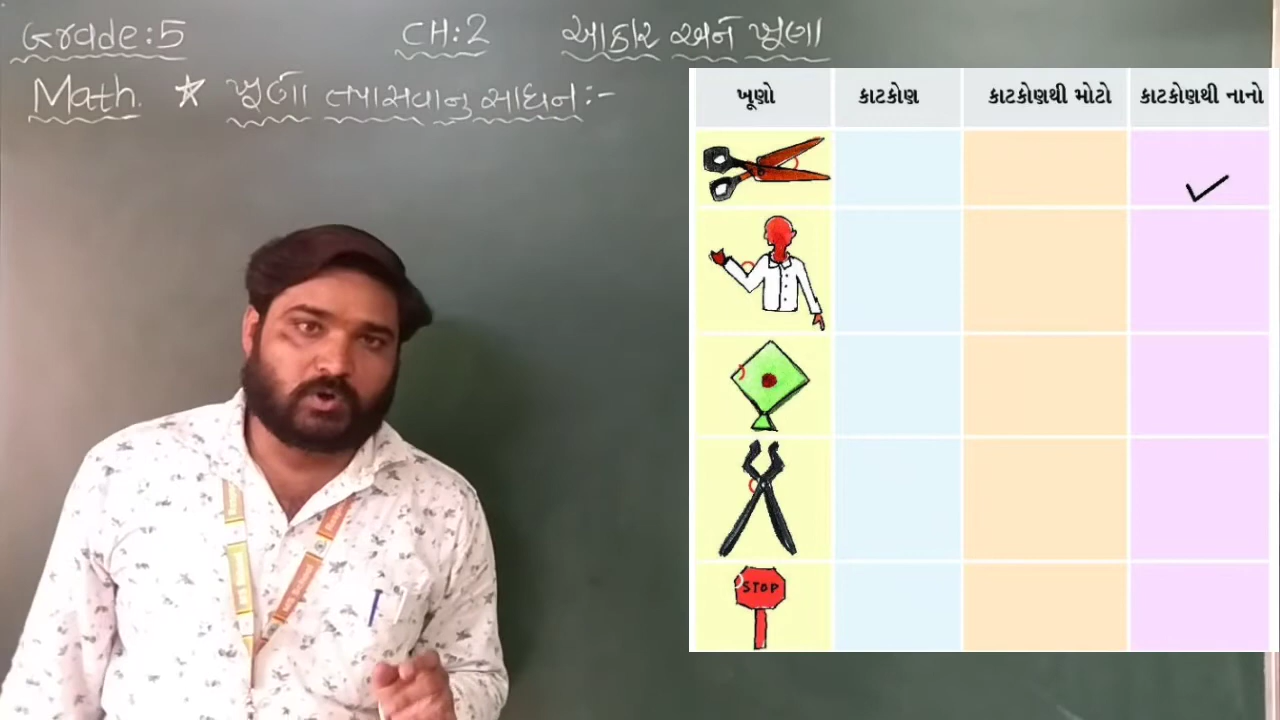 Grade:5 CH:2 આકાર અને ખૂણા
Math. ☆ ખૂણા તપાસવાનુ સાધન:-
ખૂણો કાટકોણ કાટકોણથી મોટો કાટકોણથી નાનો
STOP